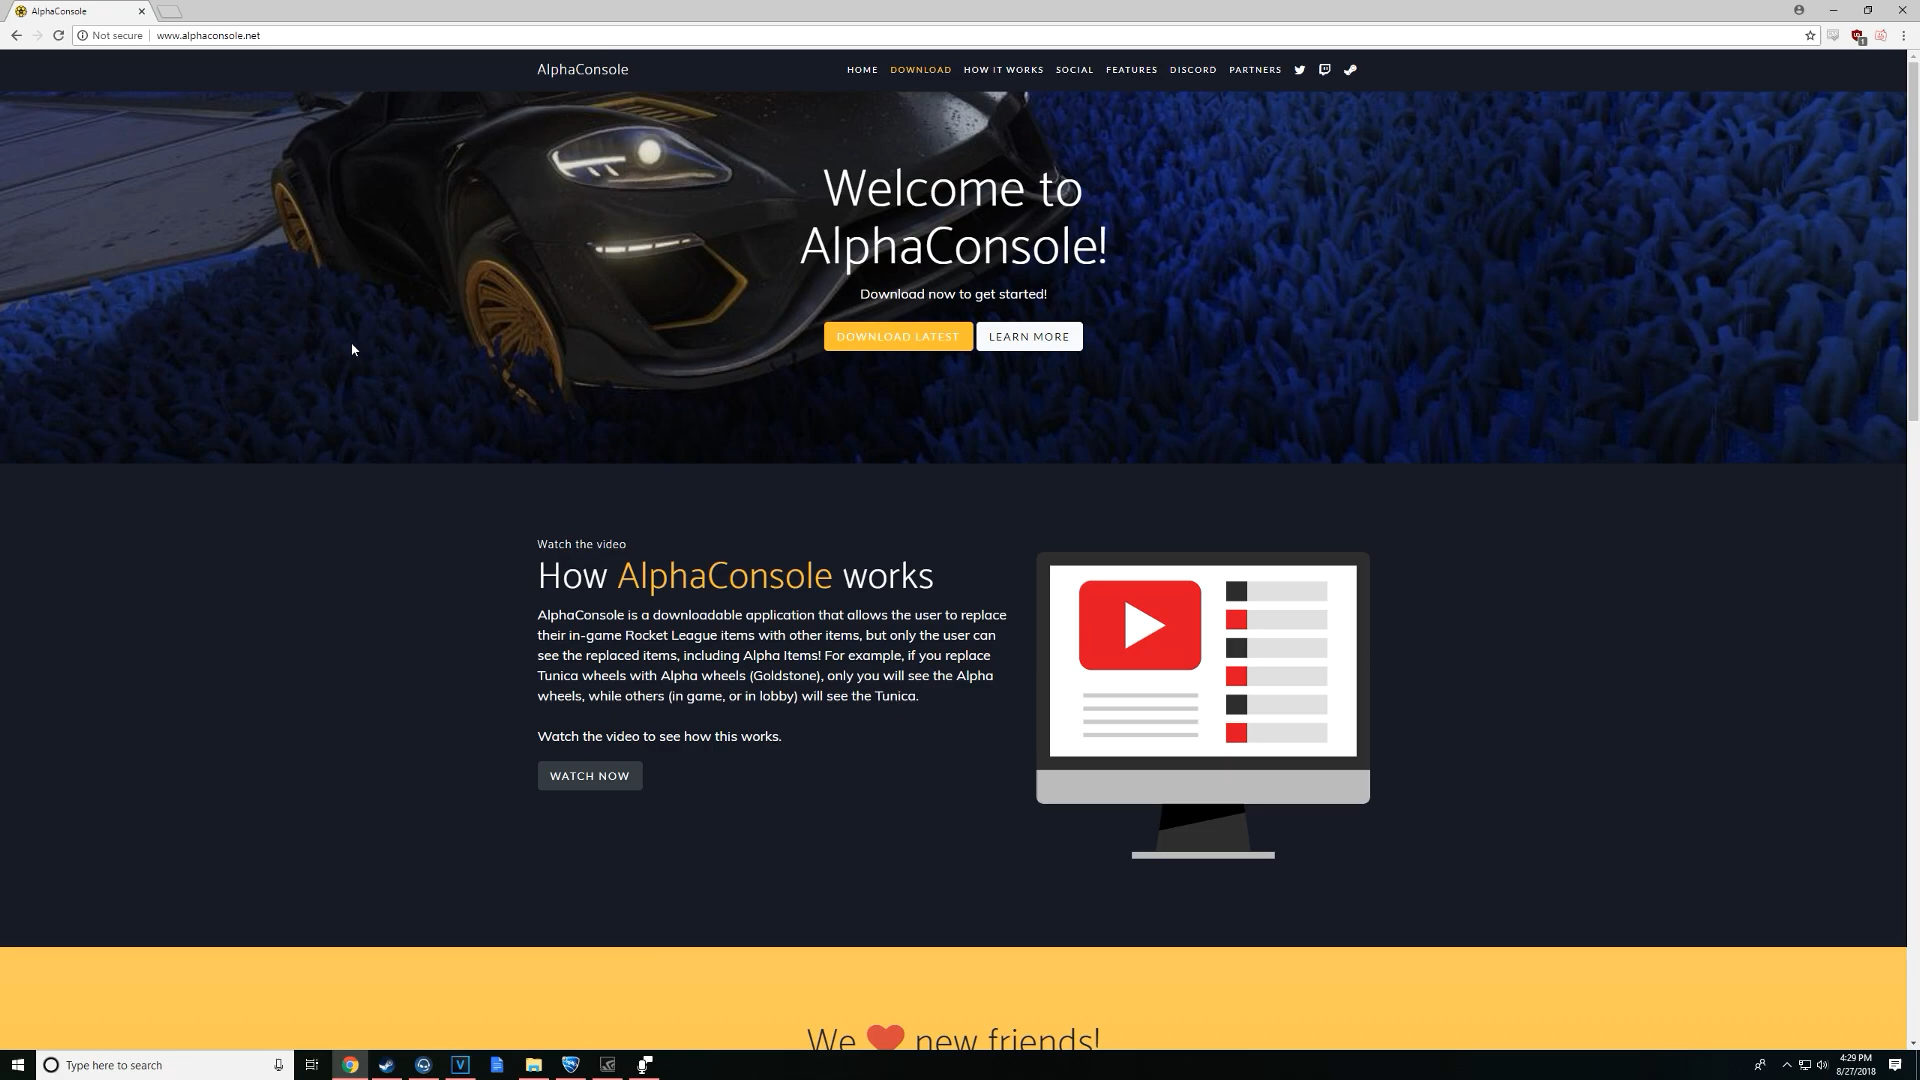 AlphaConsole
Not secure
www.alphaconsole.net
AlphaConsole
HOME
DOWNLOAD
HOW IT WORKS
SOCIAL
FEATURES
DISCORD
PARTNERS
Welcome to
AlphaConsole!
Download now to get started!
DOWNLOAD LATEST
LEARN MORE
Watch the video
How AlphaConsole works
AlphaConsole is a downloadable application that allows the user to replace
their in-game Rocket League items with other items, but only the user can
see the replaced items, including Alpha Items! For example, if you replace
Tunica wheels with Alpha wheels (Goldstone), only you will see the Alpha
wheels, while others (in game, or in lobby) will see the Tunica.
Watch the video to see how this works.
WATCH NOW
We ❤ new friends!
Type here to search
V
4:29 PM
8/27/2018
1